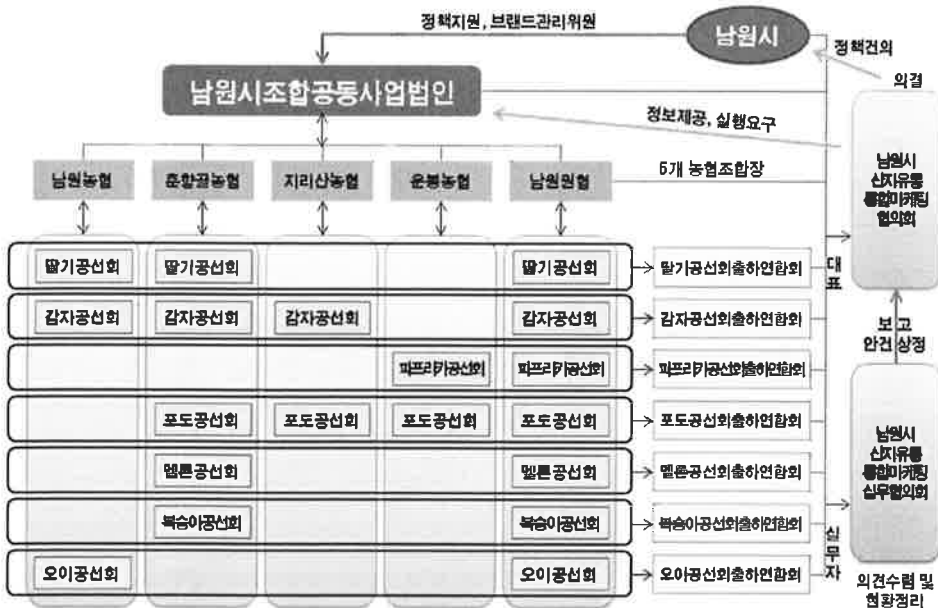 정책지원, 브랜드관리위원
남원시
정책건의
의결
남원시조합공동사업법인
정보제공, 실행요구
남원농협
춘향골농협
지리산농협
운봉농협
남원원협
5개 농협조합장
남원시
산지유통
통합마케팅
협의회
딸기공선회
딸기공선회
딸기공선회
딸기공선회출하연합회
대표
감자공선회
감자공선회
감자공선회
감자공선회
감자공선회출하연합회
보고
안건 상정
파프리카공선회
파프리카공선회
파프리카공선회출하연합회
포도공선회
포도공선회
포도공선회
포도공선회
포도공선회출하연합회
남원시
산지유통
통합마케팅
실무협의회
멜론공선회
멜론공선회
멜론공선회출하연합회
복숭아공선회
복숭아공선회
복숭아공선회출하연합회
실무자
오이공선회
오이공선회
오이공선회출하연합회
의견수렴 및
현황정리